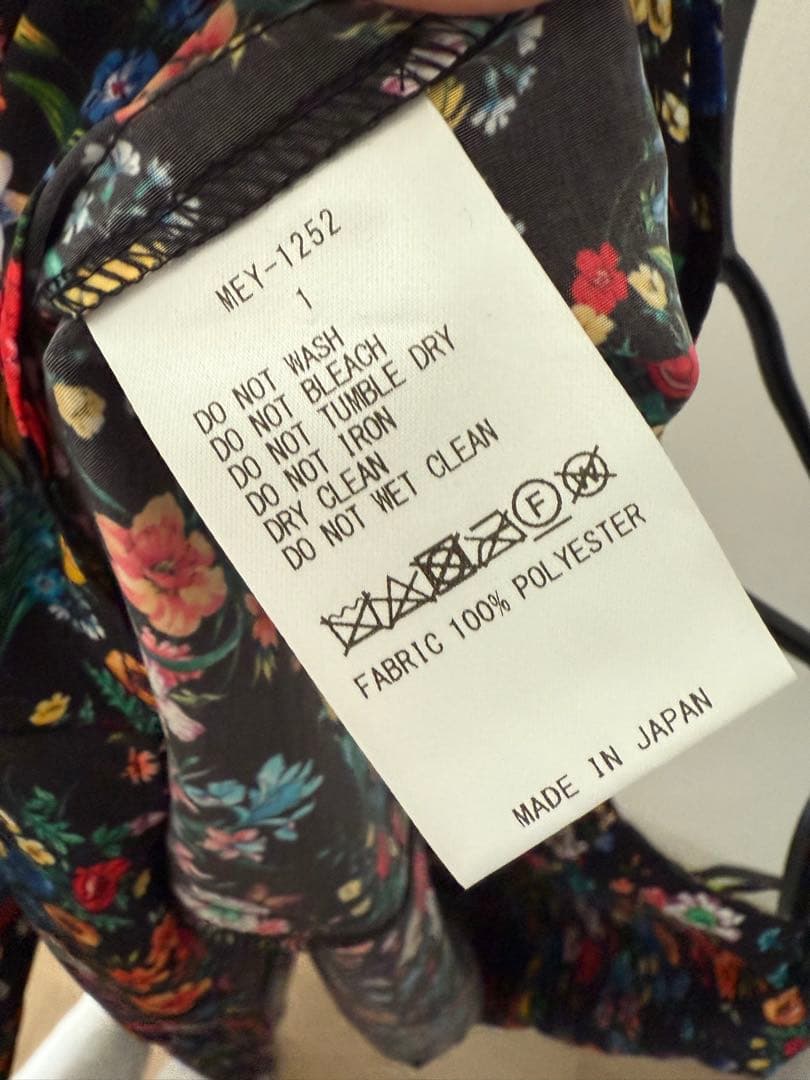 MEY-1252
1
DO NOT WASH
DO NOT BLEACH
DO NOT TUMBLE DRY
DO NOT IRON
DRY CLEAN
DO NOT WET CLEAN
F W
FABRIC 100% POLYESTER
MADE IN JAPAN